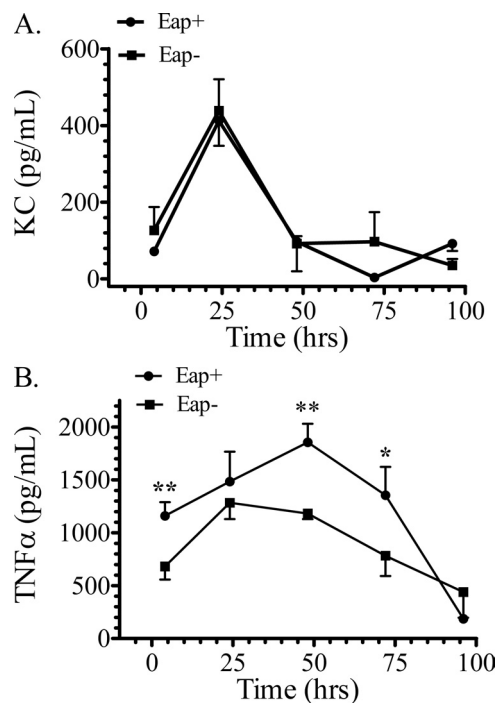 A.
Eap+
Eap-
600
400
200
0
KC (pg/mL)
0 25 50 75 100
Time (hrs)
B.
Eap+
Eap-
2000
1500
1000
500
0
TNFα (pg/mL)
**
**
*
0 25 50 75 100
Time (hrs)